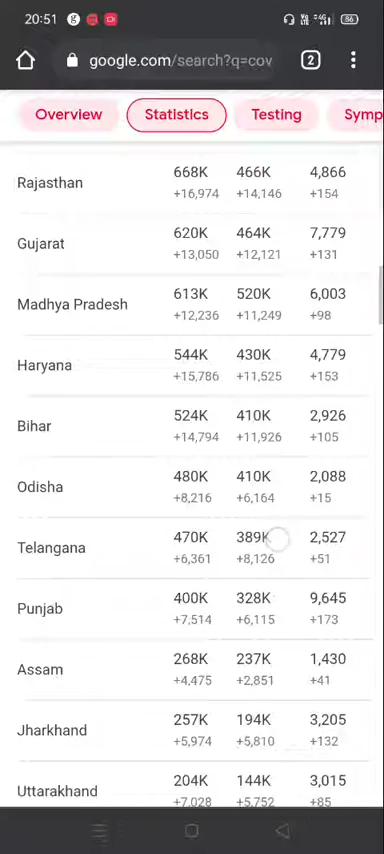 20:51
86
google.com/search?q=cov
2
Overview Statistics Testing Symp
Rajasthan 668K 466K 4,866
+16,974 +14,146 +154
Gujarat 620K 464K 7,779
+13,050 +12,121 +131
Madhya Pradesh 613K 520K 6,003
+12,236 +11,249 +98
Haryana 544K 430K 4,779
+15,786 +11,525 +153
Bihar 524K 410K 2,926
+14,794 +11,926 +105
Odisha 480K 410K 2,088
+8,216 +6,164 +15
Telangana 470K 389K 2,527
+6,361 +8,126 +51
Punjab 400K 328K 9,645
+7,514 +6,115 +173
Assam 268K 237K 1,430
+4,475 +2,851 +41
Jharkhand 257K 194K 3,205
+5,974 +5,810 +132
Uttarakhand 204K 144K 3,015
+7,028 +5,752 +85